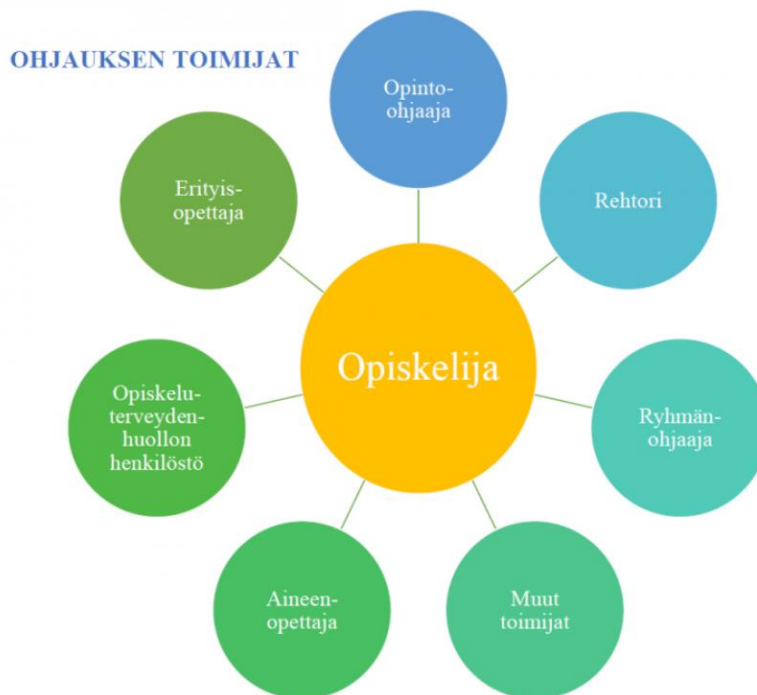 OHJAUKSEN TOIMIJAT
Opinto-
ohjaaja
Rehtori
Ryhmän-
ohjaaja
Muut
toimijat
Aineen-
opettaja
Opiskelu-
terveyden-
huollon
henkilöstö
Erityis-
opettaja
Opiskelija